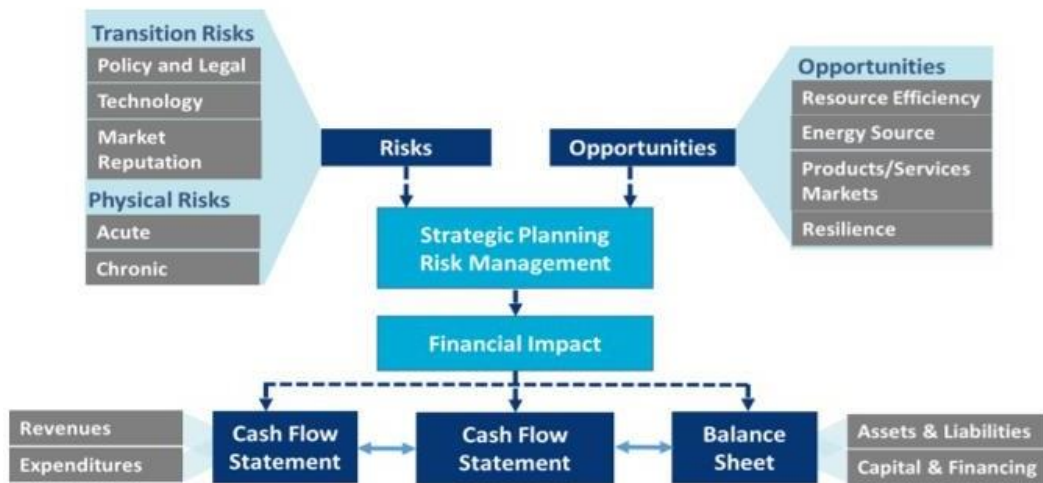 Transition Risks
Policy and Legal
Technology
Market
Reputation
Physical Risks
Acute
Chronic
Risks
Opportunities
Opportunities
Resource Efficiency
Energy Source
Products/Services
Markets
Resilience
Strategic Planning
Risk Management
Financial Impact
Revenues
Expenditures
Cash Flow
Statement
Cash Flow
Statement
Balance
Sheet
Assets & Liabilities
Capital & Financing